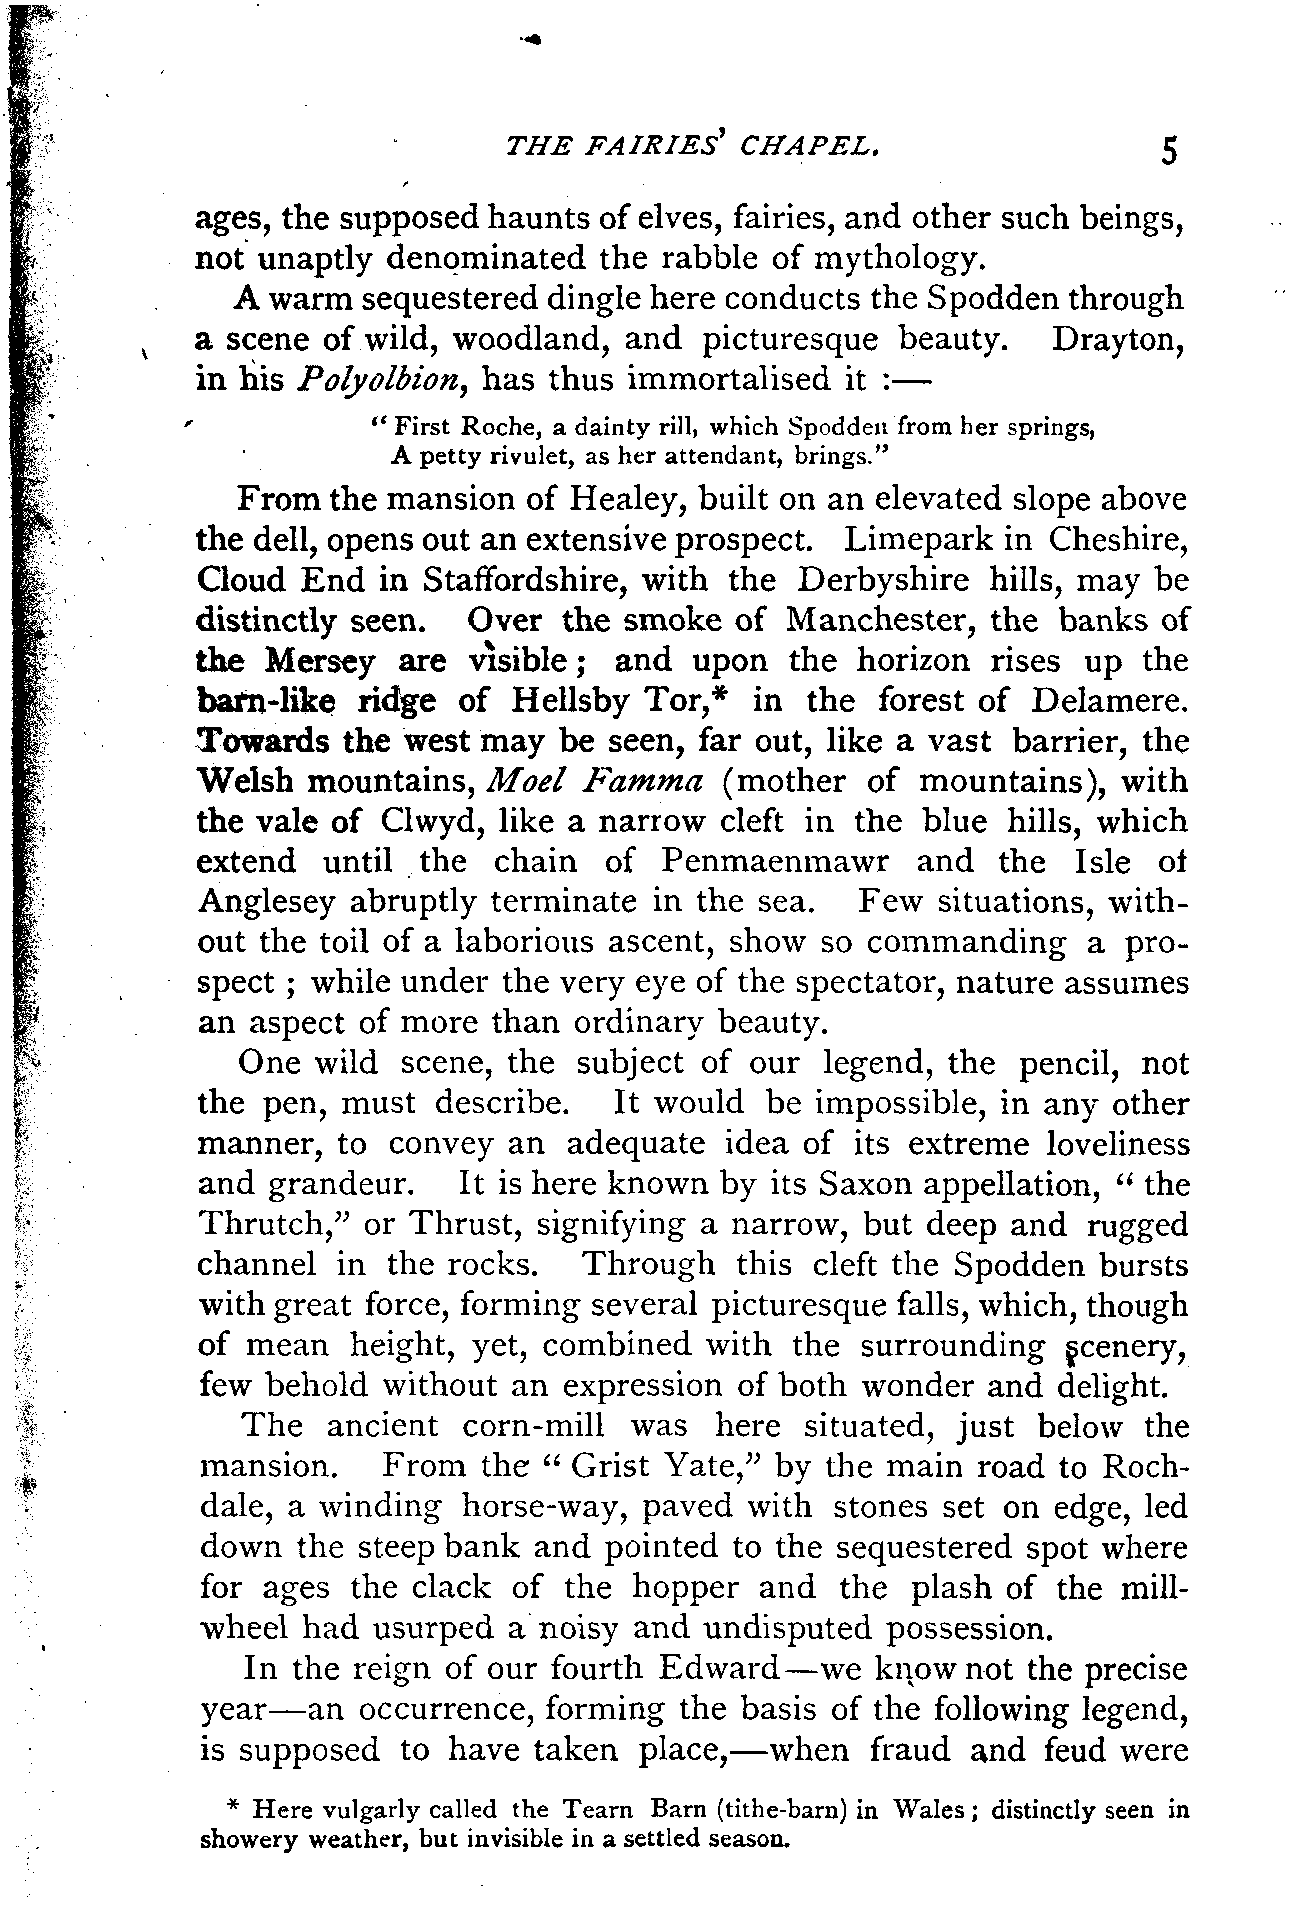 THE FAIRIES' CHAPEL. 5
ages, the supposed haunts of elves, fairies, and other such beings,
not unaptly denominated the rabble of mythology.
A warm sequestered dingle here conducts the Spodden through
a scene of wild, woodland, and picturesque beauty. Drayton,
in his Polyolbion, has thus immortalised it :—
“ First Roche, a dainty rill, which Spodden from her springs,
A petty rivulet, as her attendant, brings.”
From the mansion of Healey, built on an elevated slope above
the dell, opens out an extensive prospect. Limepark in Cheshire,
Cloud End in Staffordshire, with the Derbyshire hills, may be
distinctly seen. Over the smoke of Manchester, the banks of
the Mersey are visible ; and upon the horizon rises up the
barn-like ridge of Hellsby Tor,* in the forest of Delamere.
Towards the west may be seen, far out, like a vast barrier, the
Welsh mountains, Moel Famma (mother of mountains), with
the vale of Clwyd, like a narrow cleft in the blue hills, which
extend until the chain of Penmaenmawr and the Isle of
Anglesey abruptly terminate in the sea. Few situations, with-
out the toil of a laborious ascent, show so commanding a pro-
spect ; while under the very eye of the spectator, nature assumes
an aspect of more than ordinary beauty.
One wild scene, the subject of our legend, the pencil, not
the pen, must describe. It would be impossible, in any other
manner, to convey an adequate idea of its extreme loveliness
and grandeur. It is here known by its Saxon appellation, “ the
Thrutch,” or Thrust, signifying a narrow, but deep and rugged
channel in the rocks. Through this cleft the Spodden bursts
with great force, forming several picturesque falls, which, though
of mean height, yet, combined with the surrounding scenery,
few behold without an expression of both wonder and delight.
The ancient corn-mill was here situated, just below the
mansion. From the “ Grist Yate,” by the main road to Roch-
dale, a winding horse-way, paved with stones set on edge, led
down the steep bank and pointed to the sequestered spot where
for ages the clack of the hopper and the plash of the mill-
wheel had usurped a noisy and undisputed possession.
In the reign of our fourth Edward—we know not the precise
year—an occurrence, forming the basis of the following legend,
is supposed to have taken place,—when fraud and feud were
* Here vulgarly called the Tearn Barn (tithe-barn) in Wales ; distinctly seen in
showery weather, but invisible in a settled season.